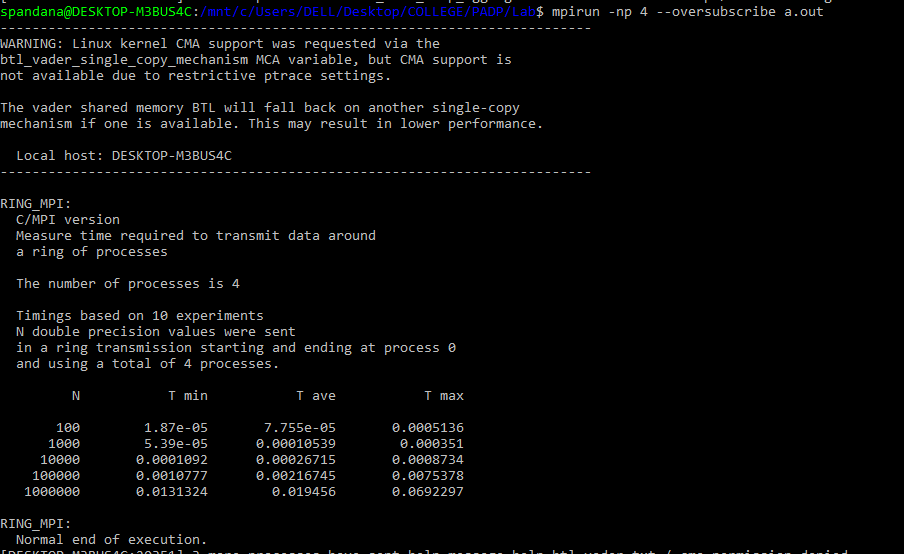 spandana@DESKTOP-M3BUS4C:/mnt/c/Users/DELL/Desktop/COLLEGE/PADP/Lab$ mpirun -np 4 --oversubscribe a.out
--------------------------------------------------------------------------
WARNING: Linux kernel CMA support was requested via the
btl_vader_single_copy_mechanism MCA variable, but CMA support is
not available due to restrictive ptrace settings.

The vader shared memory BTL will fall back on another single-copy
mechanism if one is available. This may result in lower performance.

  Local host: DESKTOP-M3BUS4C
--------------------------------------------------------------------------

RING_MPI:
  C/MPI version
  Measure time required to transmit data around
  a ring of processes

  The number of processes is 4

  Timings based on 10 experiments
  N double precision values were sent
  in a ring transmission starting and ending at process 0
  and using a total of 4 processes.

         N           T min           T ave           T max

       100        1.87e-05       7.755e-05       0.0005136
      1000        5.39e-05      0.00010539        0.000351
     10000       0.0001092      0.00026715       0.0008734
    100000       0.0010777      0.00216745       0.0075378
   1000000       0.0131324        0.019456       0.0692297

RING_MPI:
  Normal end of execution.